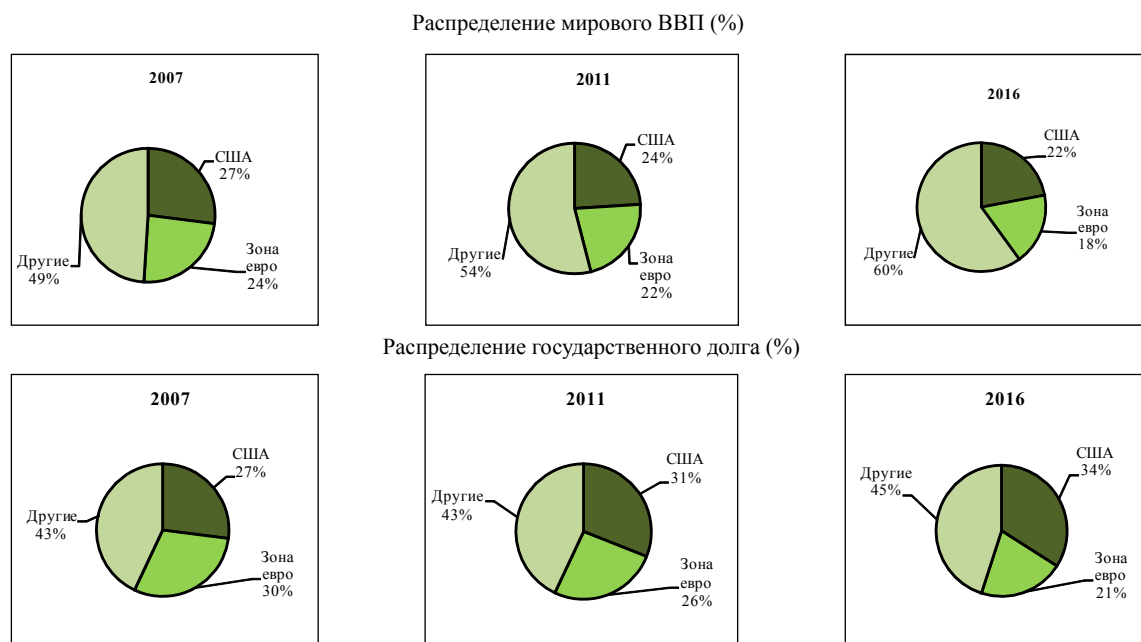 Распределение мирового ВВП (%)
2007
США
27%
Зона
евро
24%
Другие
49%
2011
США
24%
Зона
евро
22%
Другие
54%
2016
США
22%
Зона
евро
18%
Другие
60%
Распределение государственного долга (%)
2007
США
27%
Зона
евро
30%
Другие
43%
2011
США
31%
Зона
евро
26%
Другие
43%
2016
США
34%
Зона
евро
21%
Другие
45%